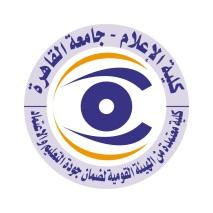 كلية الإعلام - جامعة القاهرة
كلية معتمدة من الهيئة القومية لضمان جودة التعليم والاعتماد